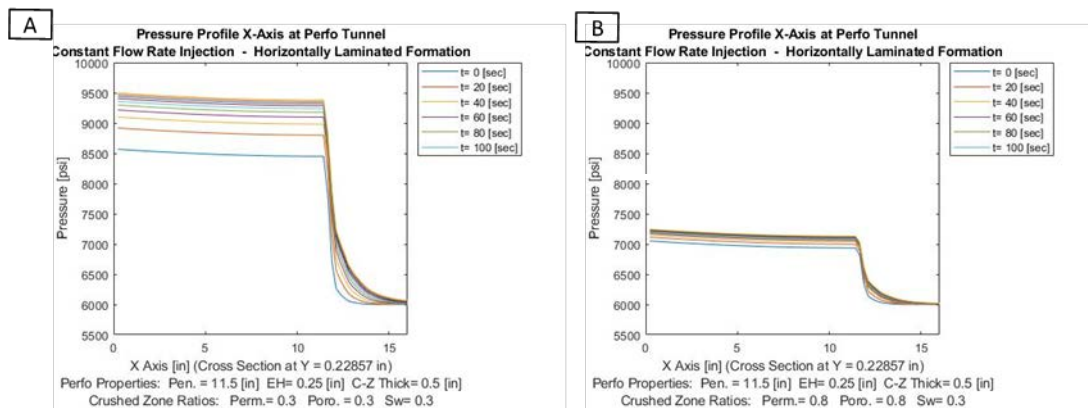 A
Pressure Profile X-Axis at Perfo Tunnel
Constant Flow Rate Injection - Horizontally Laminated Formation
10000
9500
9000
8500
8000
7500
7000
6500
6000
5500
Pressure [psi]
t= 0 [sec]
t= 20 [sec]
t= 40 [sec]
t= 60 [sec]
t= 80 [sec]
t= 100 [sec]
0 5 10 15
X Axis [in] (Cross Section at Y = 0.22857 in)
Perfo Properties: Pen. = 11.5 [in] EH= 0.25 [in] C-Z Thick= 0.5 [in]
Crushed Zone Ratios: Perm.= 0.3 Poro. = 0.3 Sw= 0.3
B
Pressure Profile X-Axis at Perfo Tunnel
Constant Flow Rate Injection - Horizontally Laminated Formation
10000
9500
9000
8500
8000
7500
7000
6500
6000
5500
Pressure [psi]
t= 0 [sec]
t= 20 [sec]
t= 40 [sec]
t= 60 [sec]
t= 80 [sec]
t= 100 [sec]
0 5 10 15
X Axis [in] (Cross Section at Y = 0.22857 in)
Perfo Properties: Pen. = 11.5 [in] EH= 0.25 [in] C-Z Thick= 0.5 [in]
Crushed Zone Ratios: Perm.= 0.8 Poro. = 0.8 Sw= 0.3